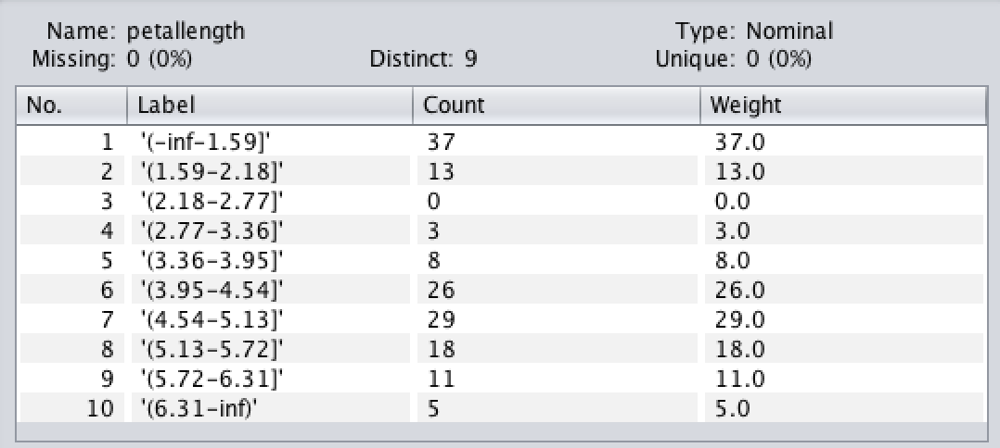 Name: petallength Type: Nominal
Missing: 0 (0%) Distinct: 9 Unique: 0 (0%)
No. Label Count Weight
1 '(-inf-1.59]' 37 37.0
2 '(1.59-2.18]' 13 13.0
3 '(2.18-2.77]' 0 0.0
4 '(2.77-3.36]' 3 3.0
5 '(3.36-3.95]' 8 8.0
6 '(3.95-4.54]' 26 26.0
7 '(4.54-5.13]' 29 29.0
8 '(5.13-5.72]' 18 18.0
9 '(5.72-6.31]' 11 11.0
10 '(6.31-inf)' 5 5.0